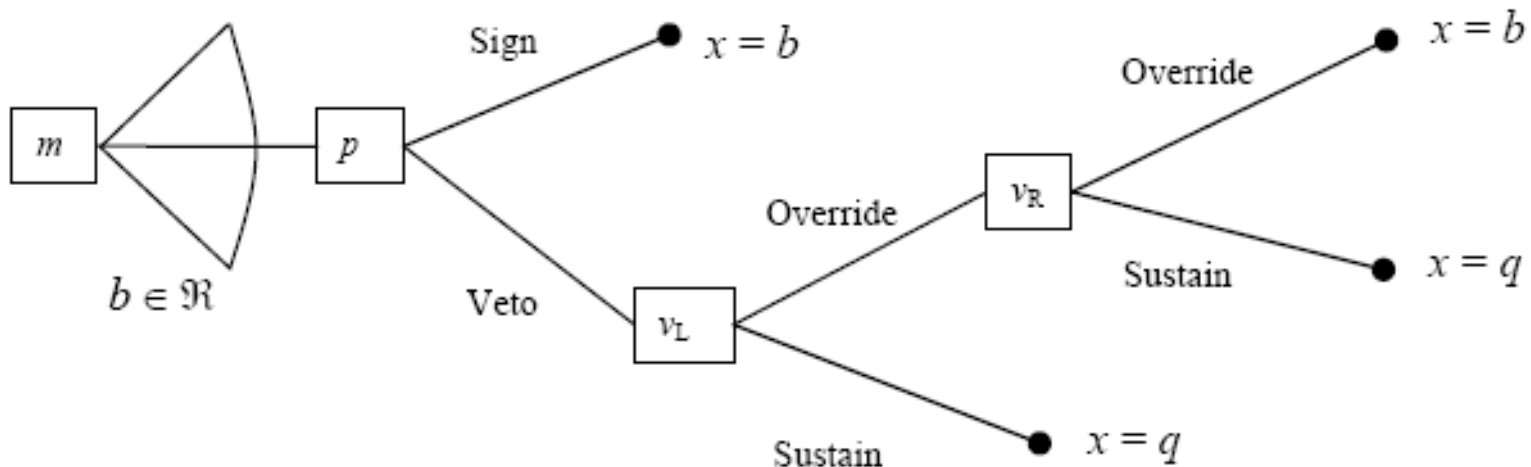 m
b ∈ ℜ
p
Sign
x = b
Veto
v_L
Override
Sustain
x = q
v_R
Override
x = b
Sustain
x = q